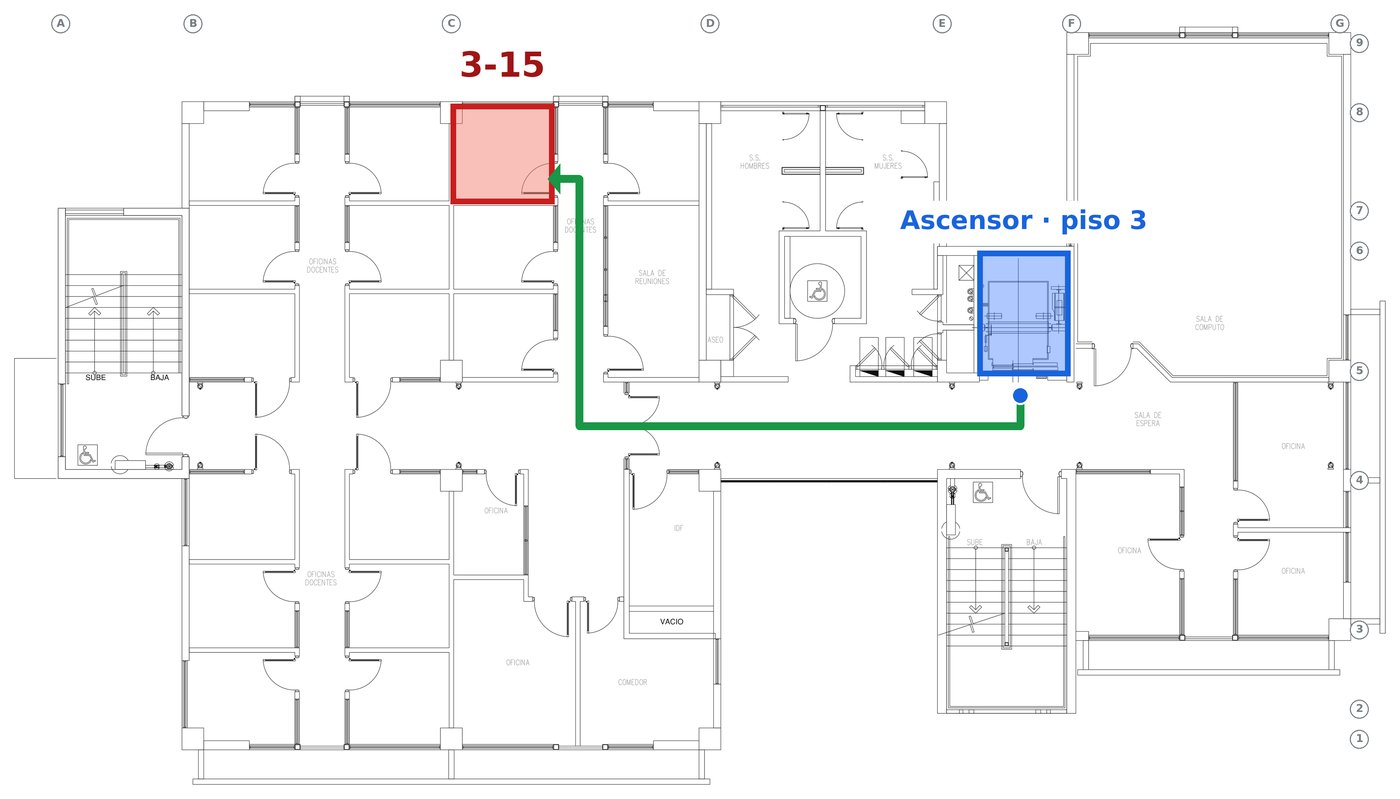 A
B
C
D
E
F
G
9
3-15
8
S.S.
HOMBRES
S.S.
MUJERES
7
Ascensor · piso 3
OFICINAS
DOCENTES
6
OFICINAS
DOCENTES
SALA DE
REUNIONES
SALA DE
COMPUTO
ASEO
SUBE
BAJA
5
SALA DE
ESPERA
OFICINA
4
OFICINA
IDF
SUBE
BAJA
OFICINA
OFICINA
OFICINAS
DOCENTES
VACIO
3
OFICINA
COMEDOR
2
1